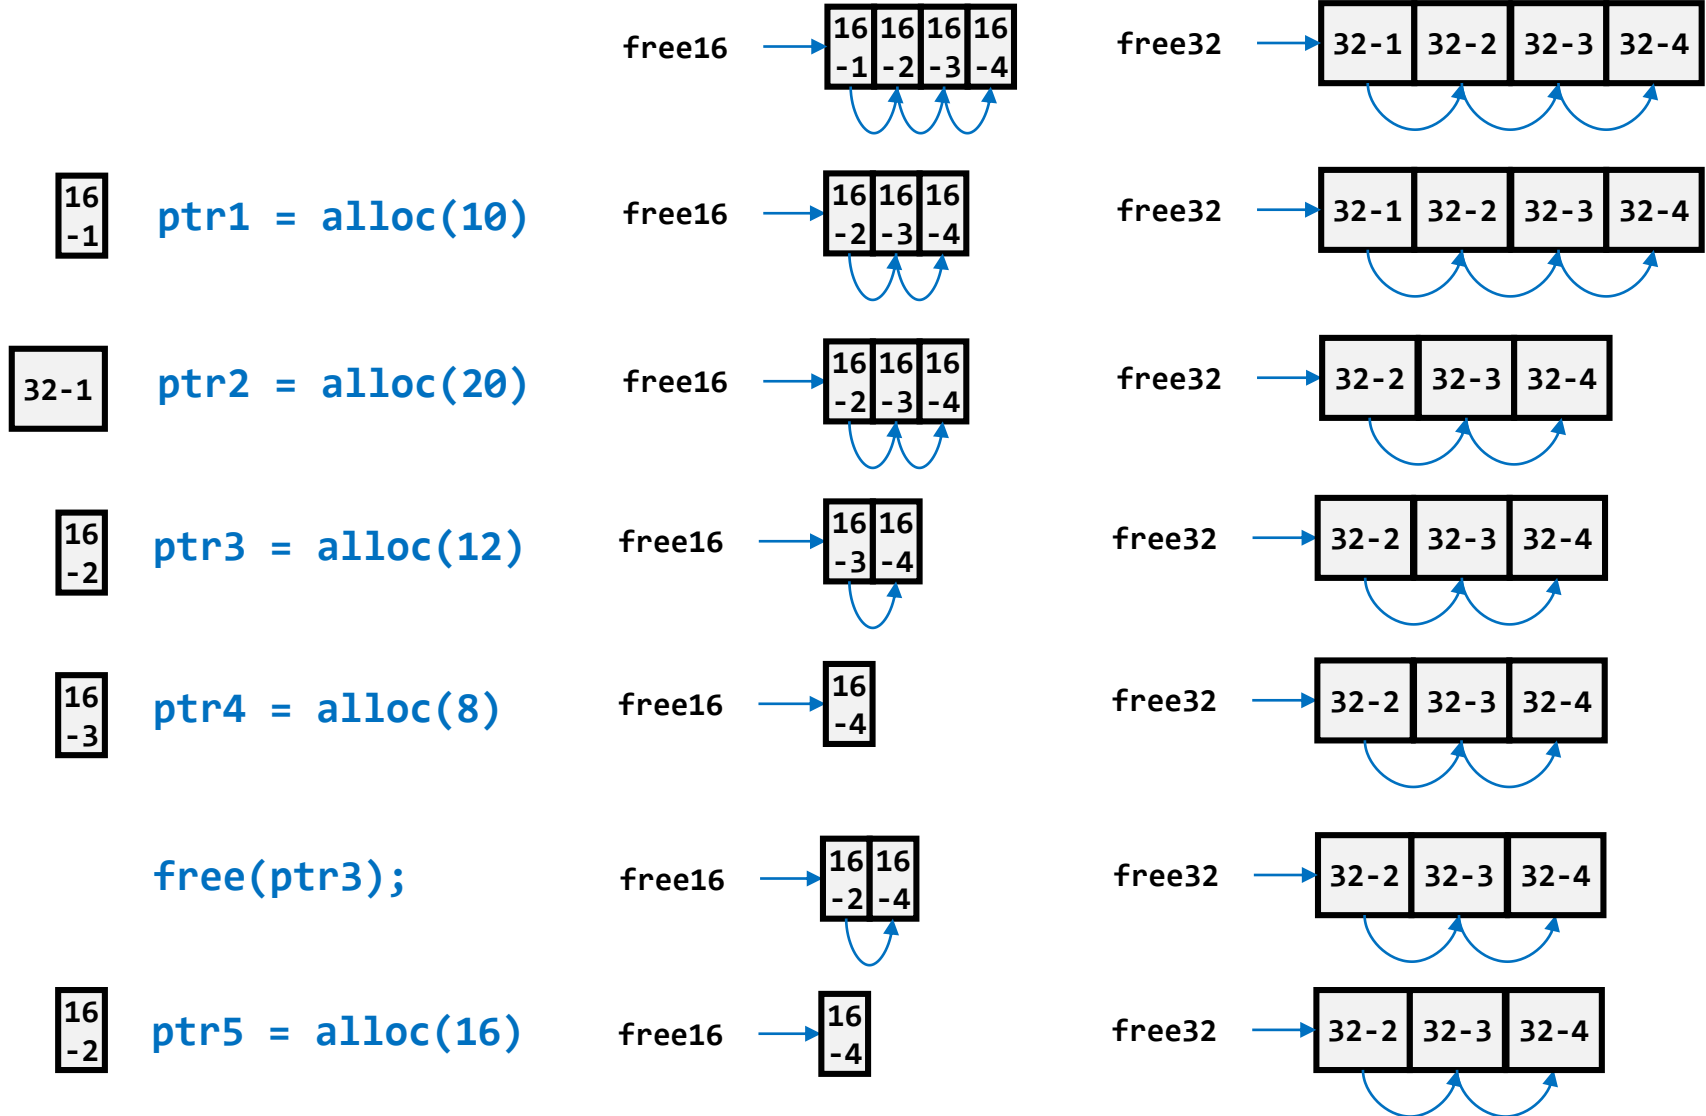 free16 16-1 16-2 16-3 16-4 free32 32-1 32-2 32-3 32-4
16-1 ptr1 = alloc(10) free16 16-2 16-3 16-4 free32 32-1 32-2 32-3 32-4
32-1 ptr2 = alloc(20) free16 16-2 16-3 16-4 free32 32-2 32-3 32-4
16-2 ptr3 = alloc(12) free16 16-3 16-4 free32 32-2 32-3 32-4
16-3 ptr4 = alloc(8) free16 16-4 free32 32-2 32-3 32-4
free(ptr3); free16 16-2 16-4 free32 32-2 32-3 32-4
16-2 ptr5 = alloc(16) free16 16-4 free32 32-2 32-3 32-4